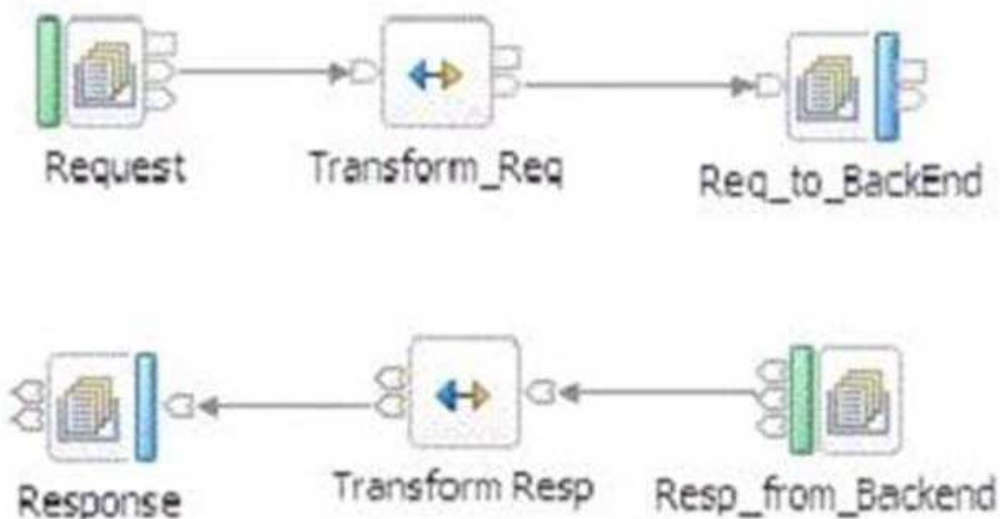 Request
Transform_Req
Req_to_BackEnd
Response
Transform Resp
Resp_from_Backend